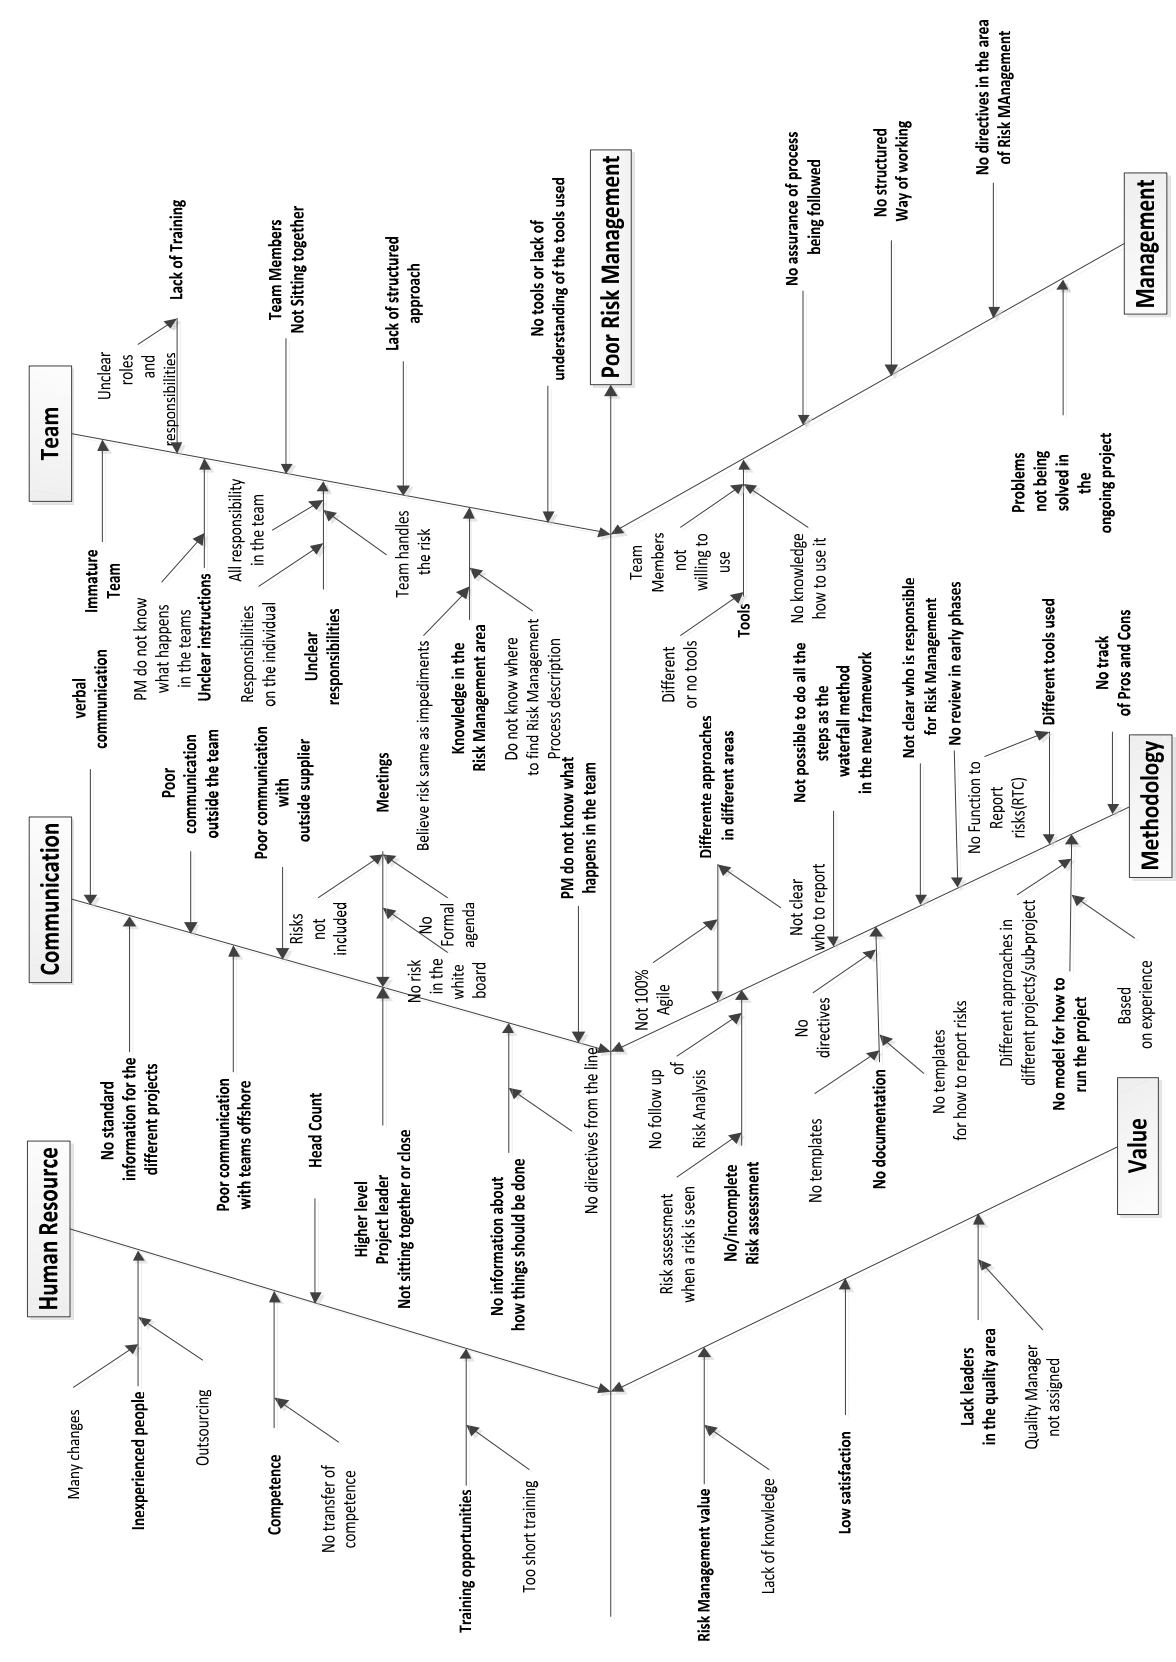 Human Resource
Many changes
Inexperienced people
Outsourcing
Competence
No transfer of
competence
Head Count
Training opportunities
Too short training
Communication
verbal
communication
No standard
information for the
different projects
Poor
communication
outside the team
Poor communication
with teams offshore
Poor communication
with
outside supplier
Risks
not
included
Meetings
No
Formal
agenda
No risk
in the
white
board
Higher level
Project leader
Not sitting together or close
No information about
how things should be done
No directives from the line
PM do not know what
happens in the team
Team
Immature
Team
Unclear
roles
and
responsibilities
Lack of Training
PM do not know
what happens
in the teams
Unclear instructions
Team Members
Not Sitting together
All responsibility
in the team
Responsibilities
on the individual
Unclear
responsibilities
Team handles
the risk
Lack of structured
approach
Believe risk same as impediments
Knowledge in the
Risk Management area
Do not know where
to find Risk Management
Process description
No tools or lack of
understanding of the tools used
Poor Risk Management
Value
Risk Management value
Lack of knowledge
Low satisfaction
Lack leaders
in the quality area
Quality Manager
not assigned
Methodology
Not 100%
Agile
Differente approaches
in different areas
Not clear
who to report
No follow up
of
Risk Analysis
Risk assessment
when a risk is seen
No/incomplete
Risk assessment
Not possible to do all the
steps as the
waterfall method
in the new framework
No
directives
No templates
No documentation
No templates
for how to report risks
Not clear who is responsible
for Risk Management
No review in early phases
No Function to
Report
risks(RTC)
Different tools used
Different approaches in
different projects/sub-project
No model for how to
run the project
Based
on experience
No track
of Pros and Cons
Management
Team
Members
not
willing to
use
Different
or no tools
Tools
No knowledge
how to use it
No assurance of process
being followed
No structured
Way of working
No directives in the area
of Risk MAnagement
Problems
not being
solved in
the
ongoing project